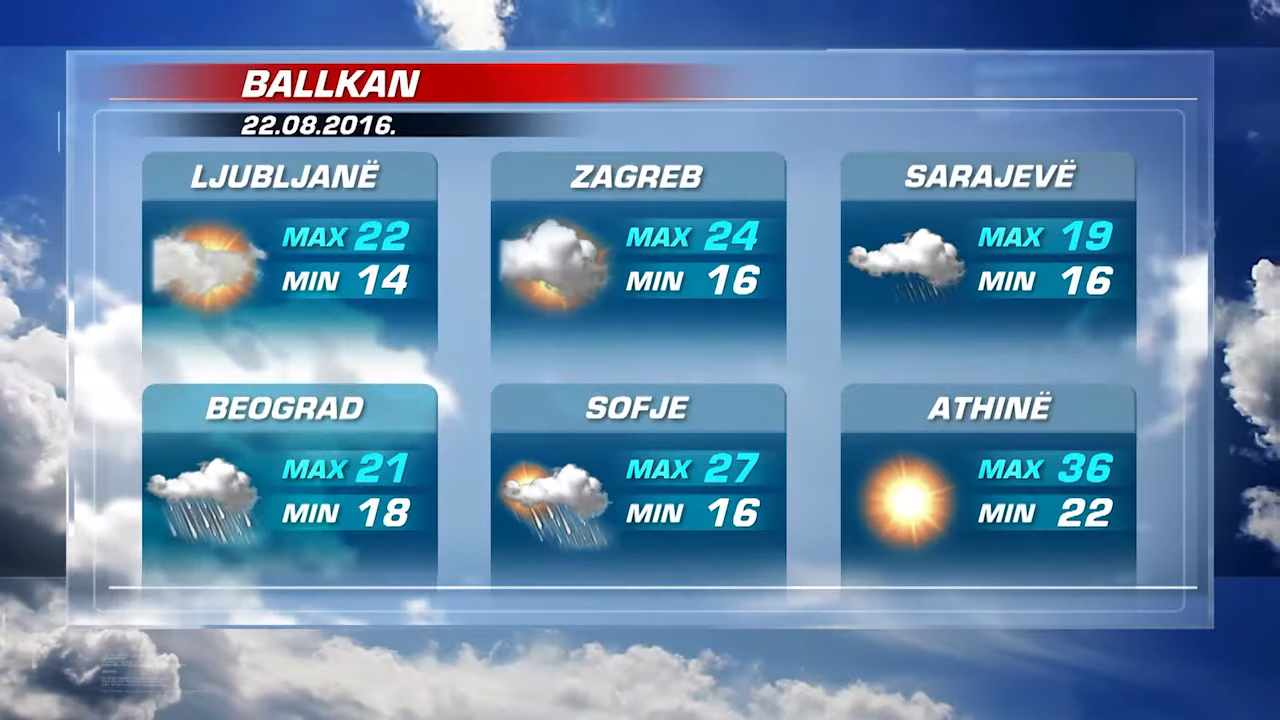 BALLKAN
22.08.2016.
LJUBLJANË
MAX 22
MIN 14
ZAGREB
MAX 24
MIN 16
SARAJEVË
MAX 19
MIN 16
BEOGRAD
MAX 21
MIN 18
SOFJE
MAX 27
MIN 16
ATHINË
MAX 36
MIN 22